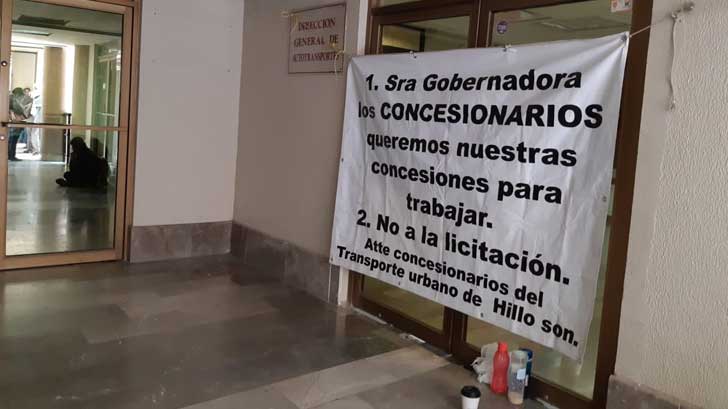 DIRECCION
GENERAL DE
AUTOTRANSPORTE
1. Sra Gobernadora
los CONCESIONARIOS
queremos nuestras
concesiones para
trabajar.
2. No a la licitación.
Atte concesionarios del
Transporte urbano de Hillo son.